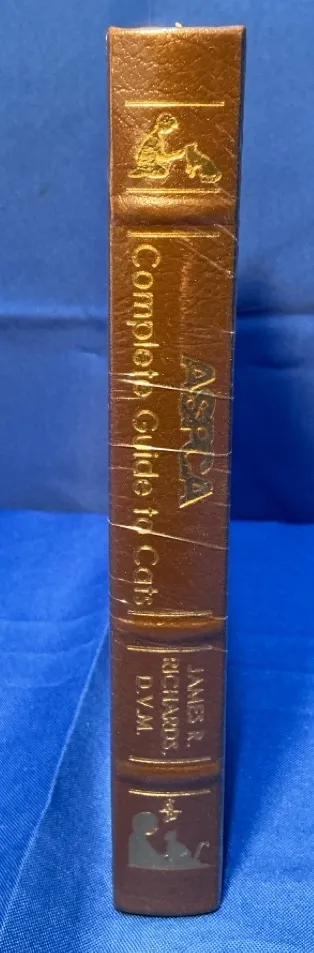 ASPCA
Complete Guide to Cats
JAMES R.
RICHARDS,
D.V.M.